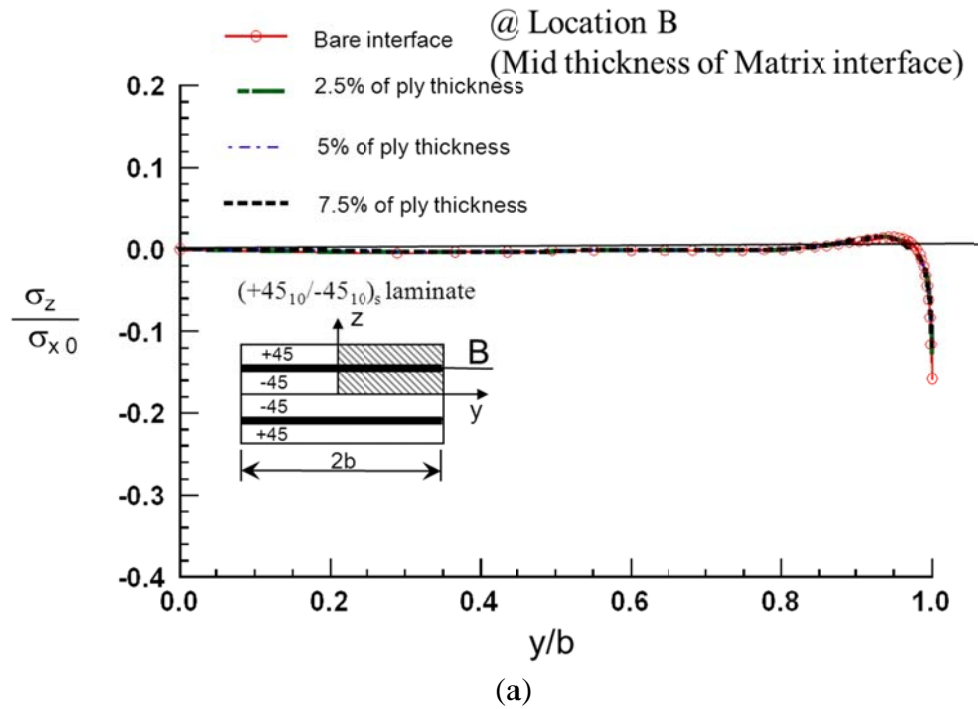 @ Location B
(Mid thickness of Matrix interface)
Bare interface
2.5% of ply thickness
5% of ply thickness
7.5% of ply thickness
0.2
0.1
0.0
-0.1
-0.2
-0.3
-0.4
σz
σx 0
(+45₁₀/-45₁₀)s laminate
z
+45
B
-45
y
-45
+45
2b
0.0 0.2 0.4 0.6 0.8 1.0
y/b
(a)